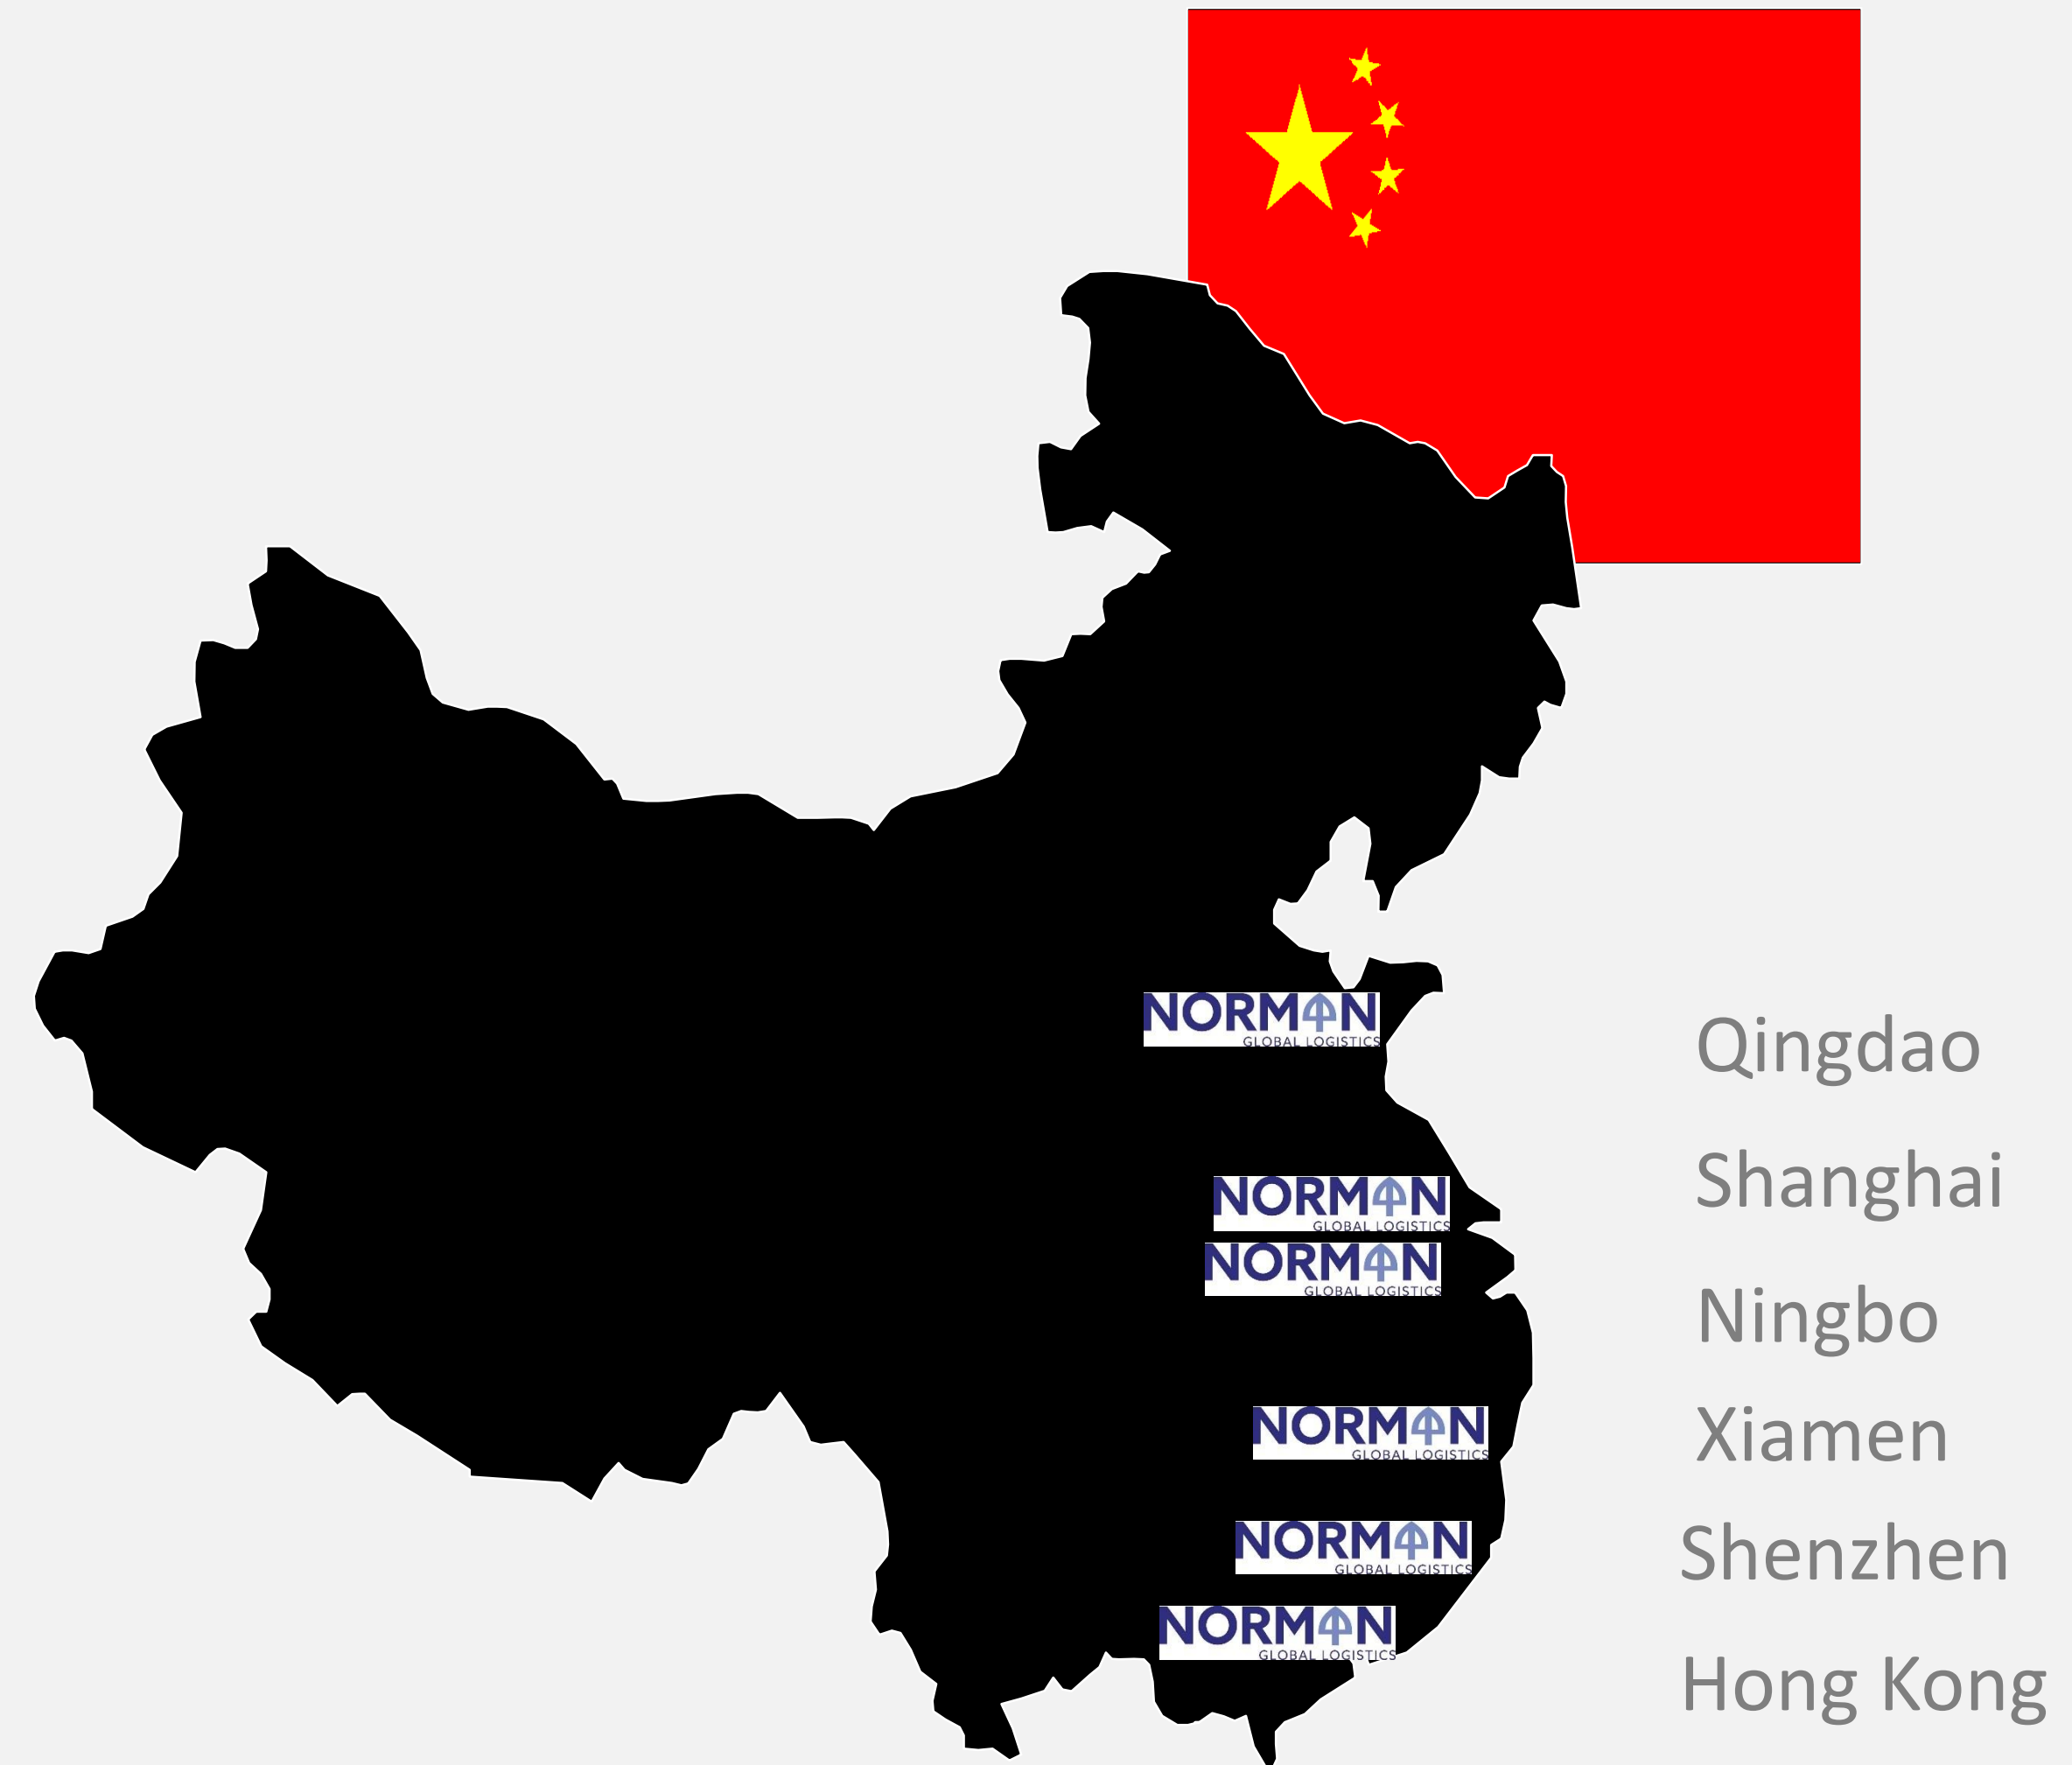 NORMAN
GLOBAL LOGISTICS
Qingdao
NORMAN
GLOBAL LOGISTICS
Shanghai
NORMAN
GLOBAL LOGISTICS
Ningbo
NORMAN
GLOBAL LOGISTICS
Xiamen
NORMAN
GLOBAL LOGISTICS
Shenzhen
NORMAN
GLOBAL LOGISTICS
Hong Kong